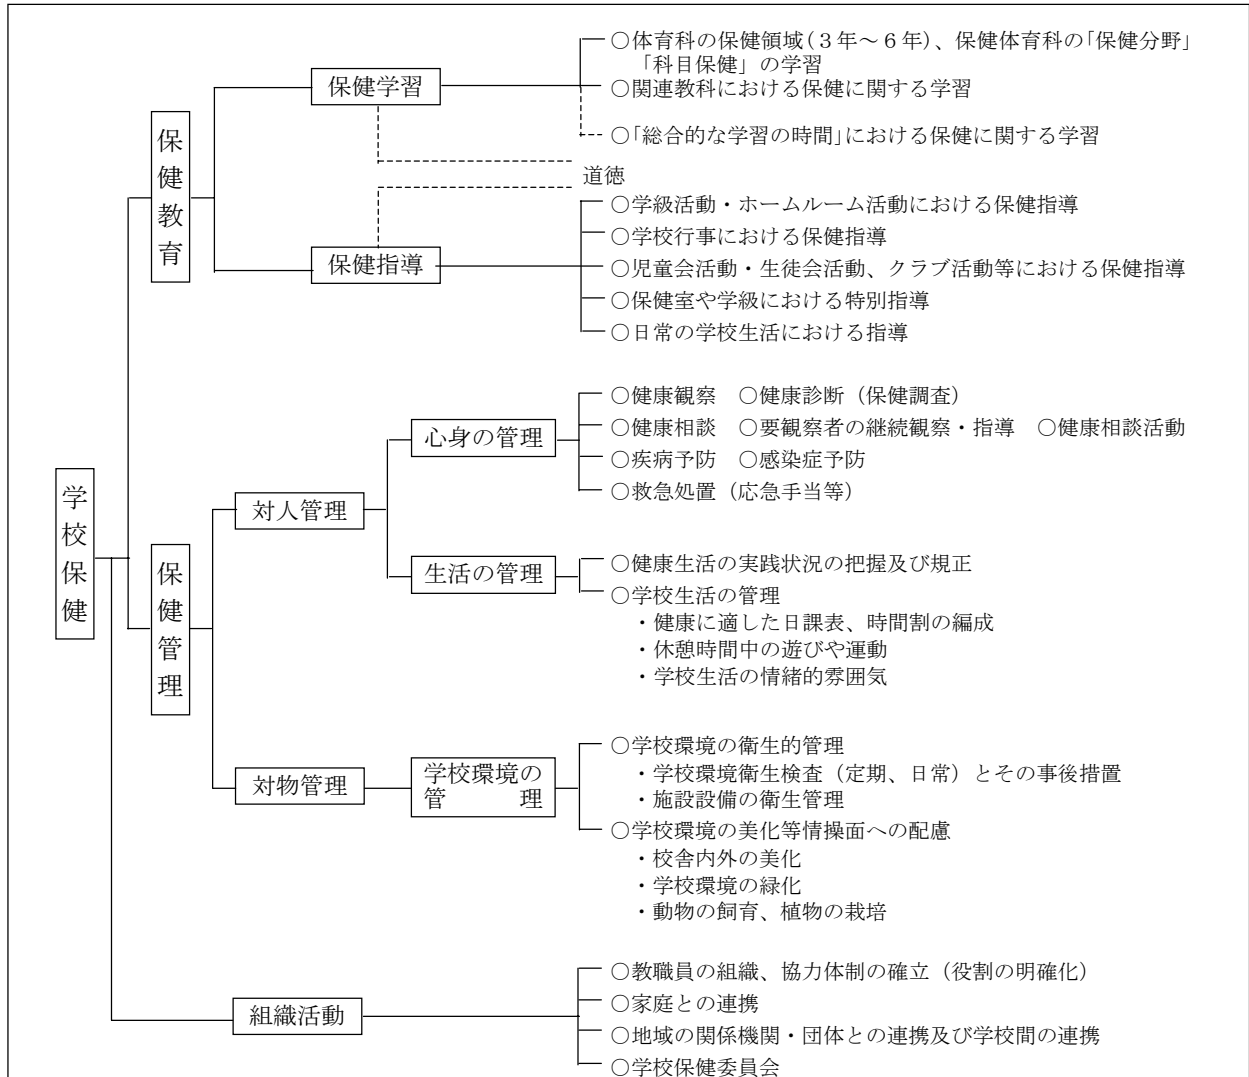 学校保健
保健教育
保健学習
○体育科の保健領域(３年～６年)、保健体育科の「保健分野」
「科目保健」の学習
○関連教科における保健に関する学習
○「総合的な学習の時間」における保健に関する学習
道徳
保健指導
○学級活動・ホームルーム活動における保健指導
○学校行事における保健指導
○児童会活動・生徒会活動、クラブ活動等における保健指導
○保健室や学級における特別指導
○日常の学校生活における指導
保健管理
対人管理
心身の管理
○健康観察　○健康診断（保健調査）
○健康相談　○要観察者の継続観察・指導　○健康相談活動
○疾病予防　○感染症予防
○救急処置（応急手当等）
生活の管理
○健康生活の実践状況の把握及び規正
○学校生活の管理
・健康に適した日課表、時間割の編成
・休憩時間中の遊びや運動
・学校生活の情緒的雰囲気
対物管理
学校環境の
管　　　理
○学校環境の衛生的管理
・学校環境衛生検査（定期、日常）とその事後措置
・施設設備の衛生管理
○学校環境の美化等情操面への配慮
・校舎内外の美化
・学校環境の緑化
・動物の飼育、植物の栽培
組織活動
○教職員の組織、協力体制の確立（役割の明確化）
○家庭との連携
○地域の関係機関・団体との連携及び学校間の連携
○学校保健委員会